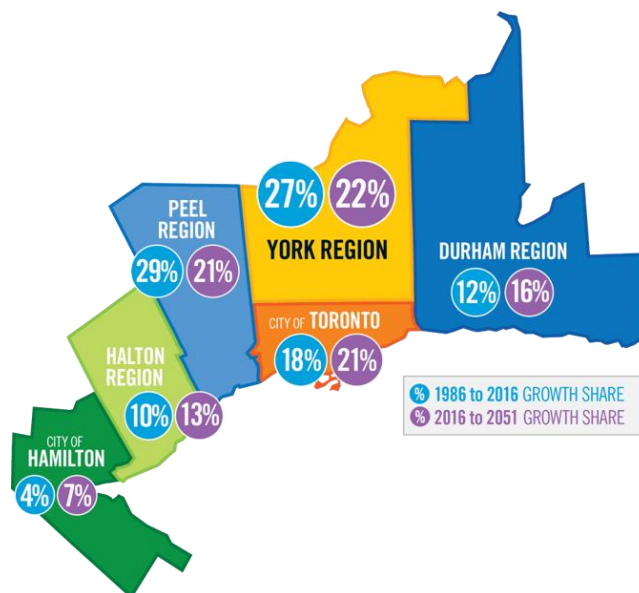 27% 22%
YORK REGION
PEEL
REGION
29% 21%
DURHAM REGION
12% 16%
CITY OF TORONTO
18% 21%
HALTON
REGION
10% 13%
% 1986 to 2016 GROWTH SHARE
% 2016 to 2051 GROWTH SHARE
CITY OF
HAMILTON
4% 7%